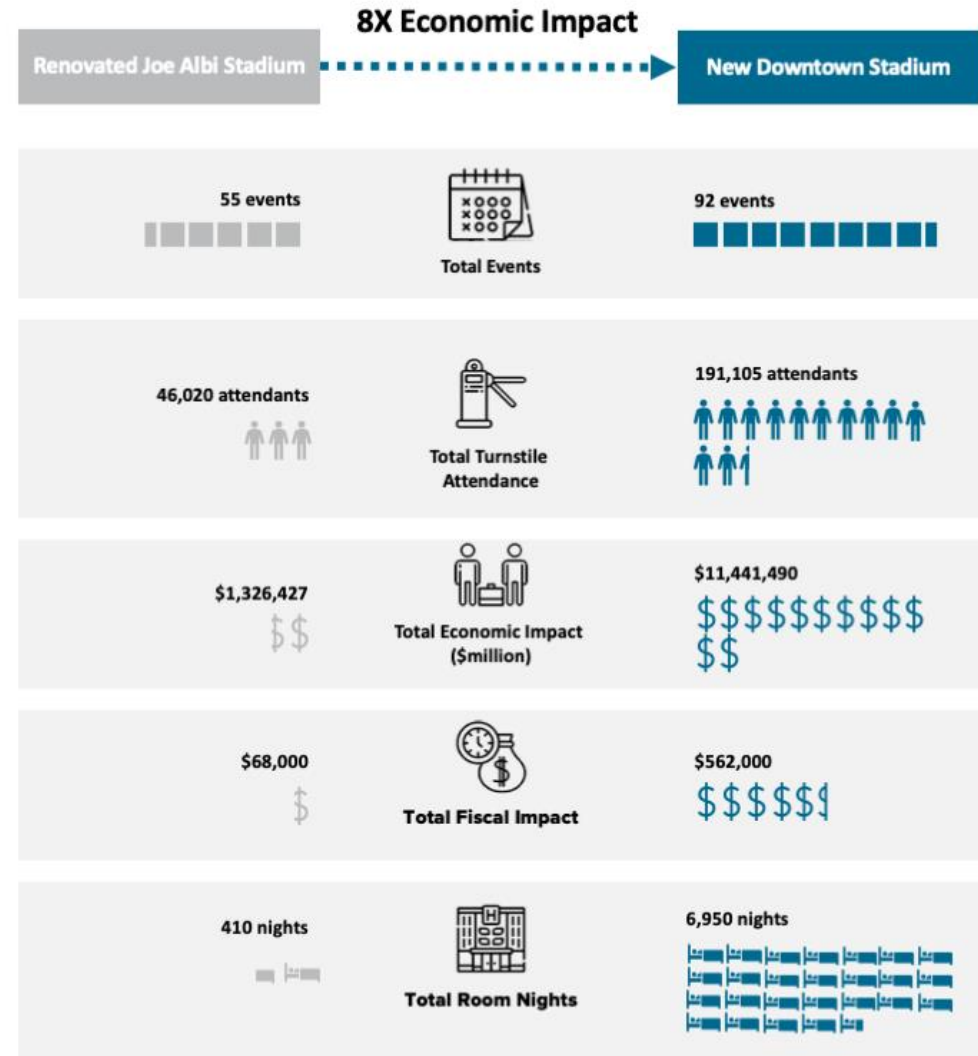 8X Economic Impact
Renovated Joe Albi Stadium
New Downtown Stadium
55 events
Total Events
92 events
46,020 attendants
Total Turnstile
Attendance
191,105 attendants
$1,326,427
Total Economic Impact
($million)
$11,441,490
$68,000
Total Fiscal Impact
$562,000
410 nights
H
Total Room Nights
6,950 nights